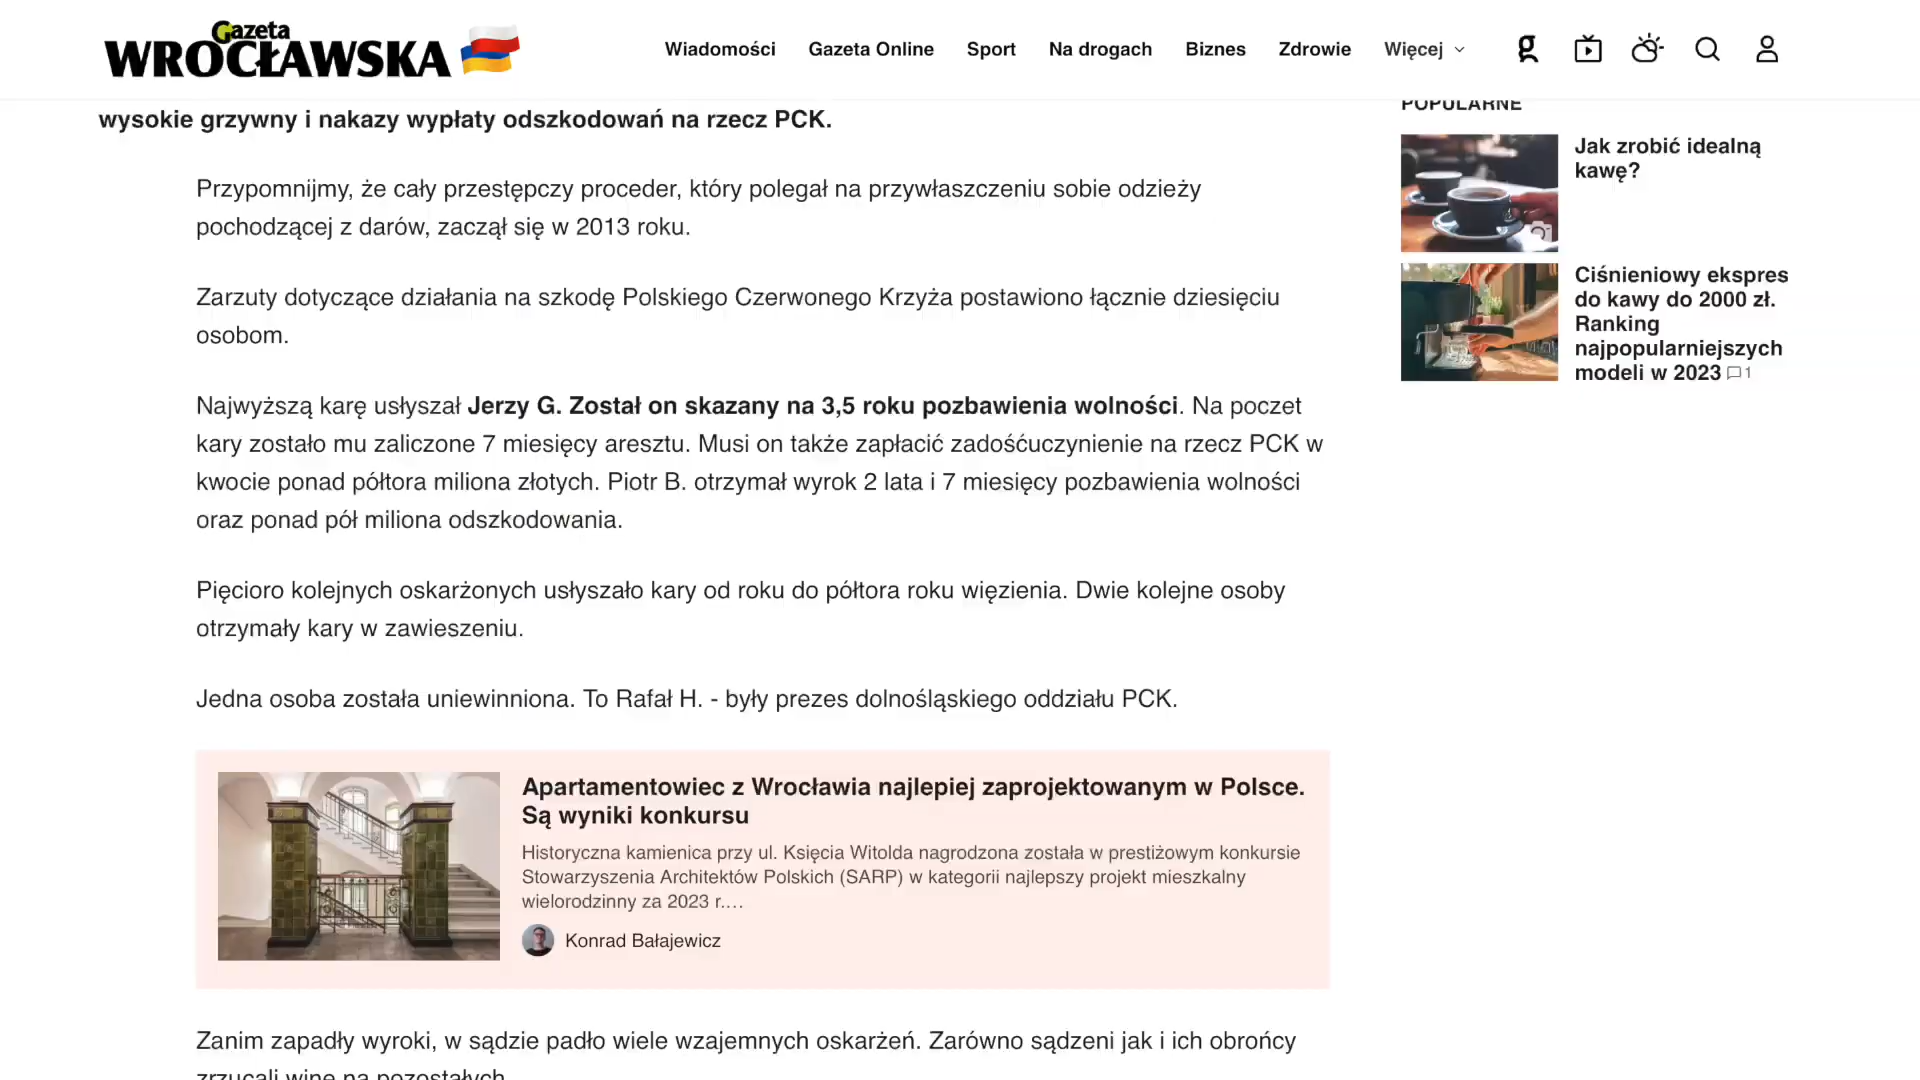 Gazeta
WROCŁAWSKA
Wiadomości Gazeta Online Sport Na drogach Biznes Zdrowie Więcej
wysokie grzywny i nakazy wypłaty odszkodowań na rzecz PCK.
Przypomnijmy, że cały przestępczy proceder, który polegał na przywłaszczeniu sobie odzieży
pochodzącej z darów, zaczął się w 2013 roku.
Zarzuty dotyczące działania na szkodę Polskiego Czerwonego Krzyża postawiono łącznie dziesięciu
osobom.
Najwyższą karę usłyszał Jerzy G. Został on skazany na 3,5 roku pozbawienia wolności. Na poczet
kary zostało mu zaliczone 7 miesięcy aresztu. Musi on także zapłacić zadośćuczynienie na rzecz PCK w
kwocie ponad półtora miliona złotych. Piotr B. otrzymał wyrok 2 lata i 7 miesięcy pozbawienia wolności
oraz ponad pół miliona odszkodowania.
Pięcioro kolejnych oskarżonych usłyszało kary od roku do półtora roku więzienia. Dwie kolejne osoby
otrzymały kary w zawieszeniu.
Jedna osoba została uniewinniona. To Rafał H. - były prezes dolnośląskiego oddziału PCK.
Apartamentowiec z Wrocławia najlepiej zaprojektowanym w Polsce.
Są wyniki konkursu
Historyczna kamienica przy ul. Księcia Witolda nagrodzona została w prestiżowym konkursie
Stowarzyszenia Architektów Polskich (SARP) w kategorii najlepszy projekt mieszkalny
wielorodzinny za 2023 r.…
Konrad Bałajewicz
Zanim zapadły wyroki, w sądzie padło wiele wzajemnych oskarżeń. Zarówno sądzeni jak i ich obrońcy
zrzucali winę na pozostałych.
POPULARNE
Jak zrobić idealną
kawę?
Ciśnieniowy ekspres
do kawy do 2000 zł.
Ranking
najpopularniejszych
modeli w 2023 1